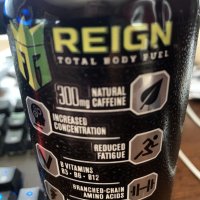 REIGN
TOTAL BODY FUEL
300mg NATURAL
CAFFEINE
INCREASED
CONCENTRATION
REDUCED
FATIGUE
B VITAMINS
B3 • B6 • B12
BRANCHED-CHAIN
AMINO ACIDS